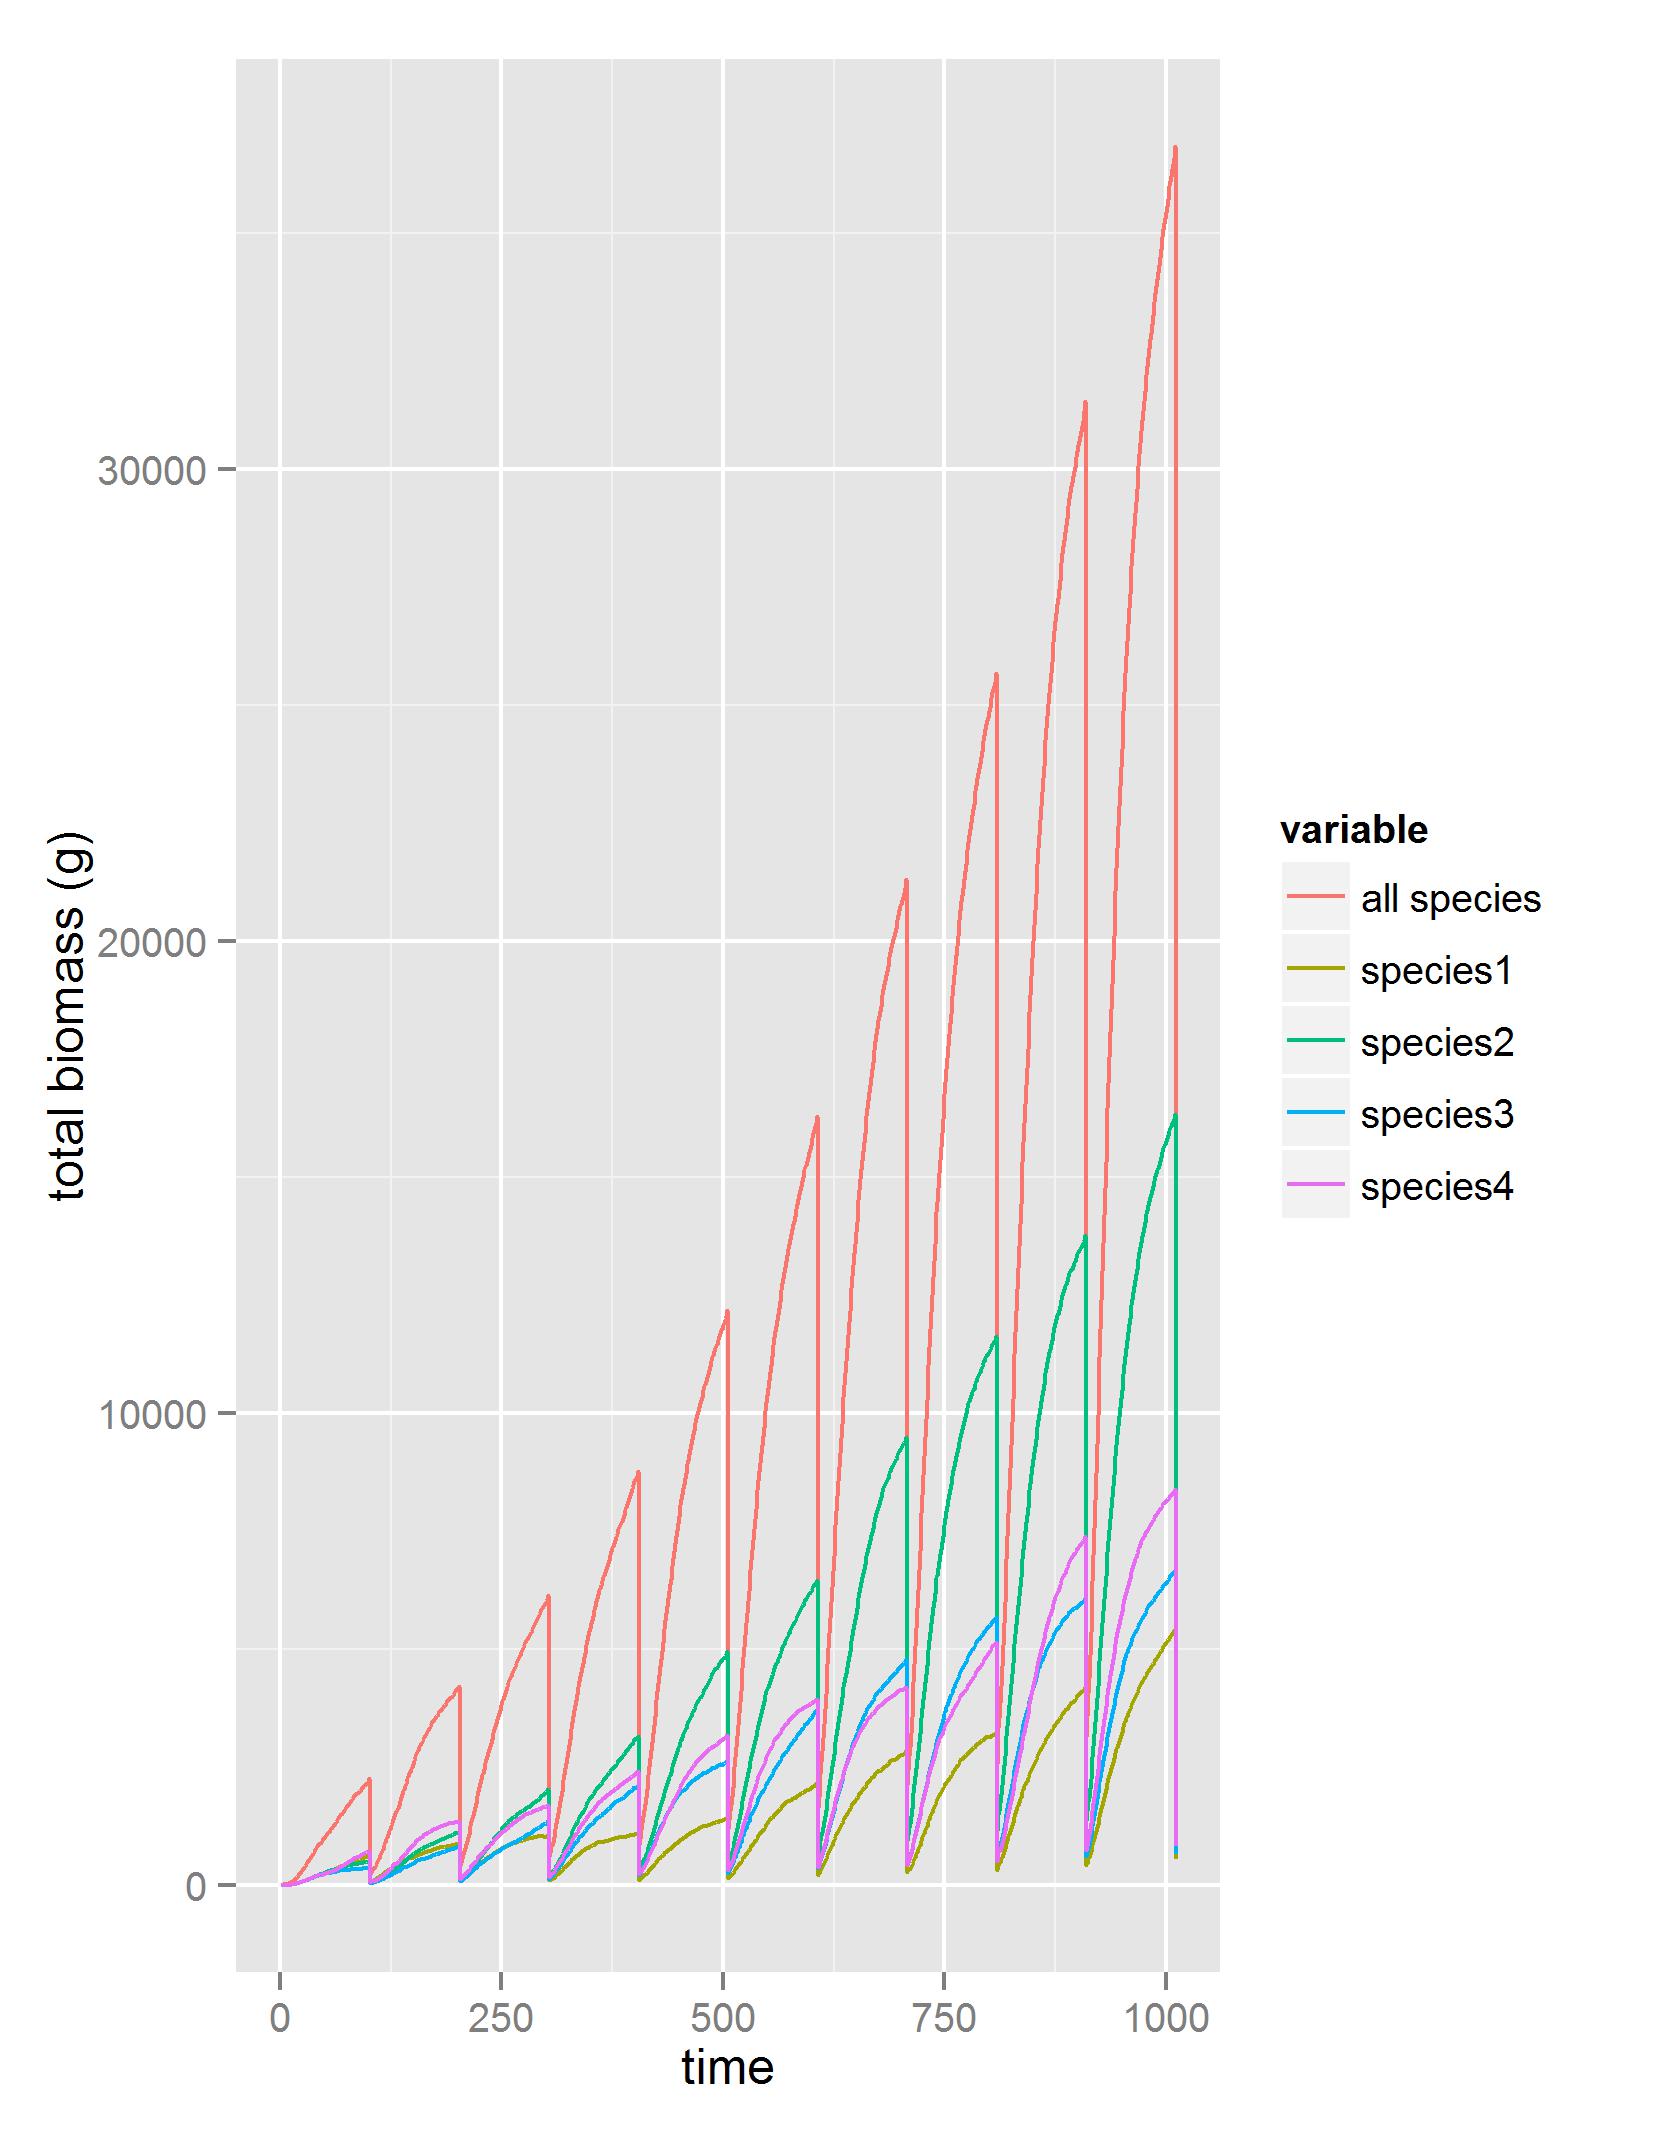 total biomass (g)
30000
20000
10000
0
0 250 500 750 1000
time
variable
all species
species1
species2
species3
species4